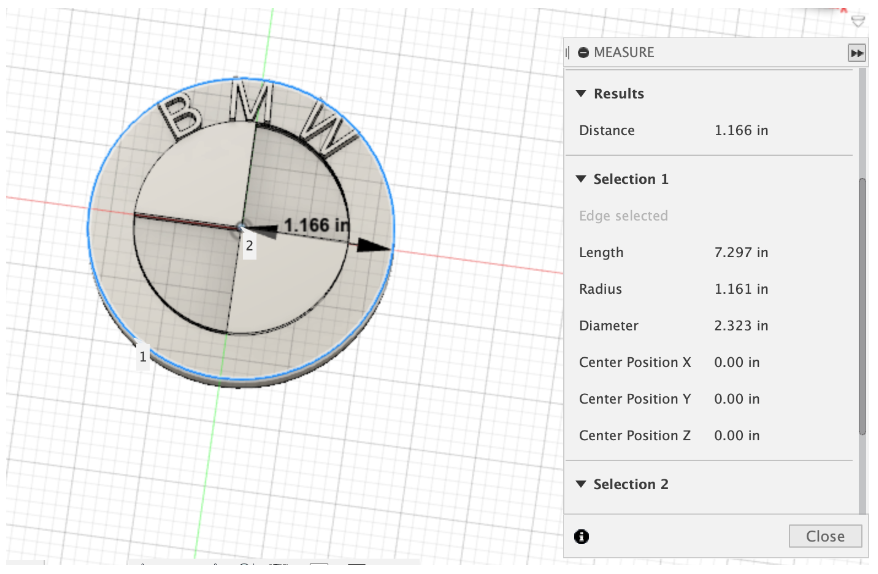 MEASURE
Results
Distance 1.166 in
Selection 1
Edge selected
Length 7.297 in
Radius 1.161 in
Diameter 2.323 in
Center Position X 0.00 in
Center Position Y 0.00 in
Center Position Z 0.00 in
Selection 2
Close
B M W
1.166 in
2
1